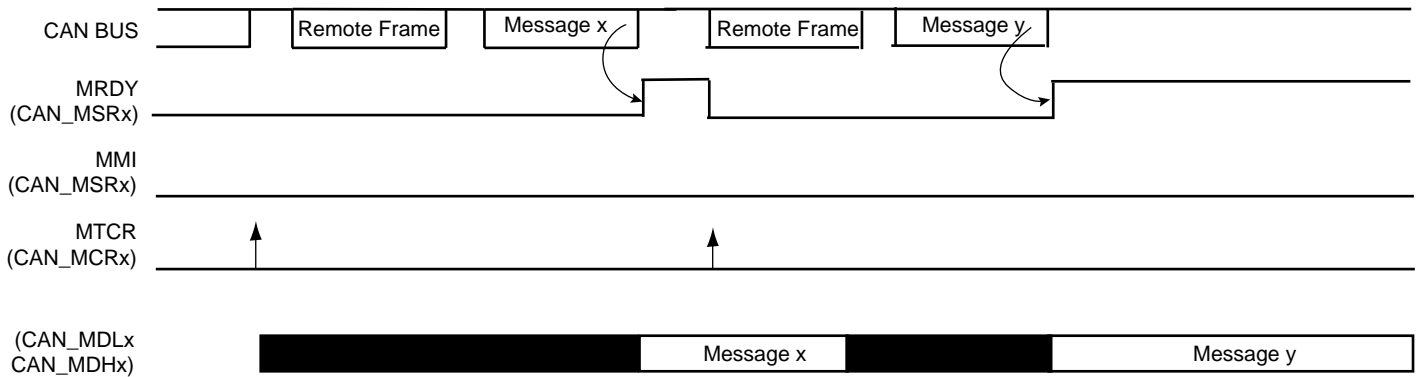 CAN BUS
Remote Frame
Message x
Remote Frame
Message y
MRDY
(CAN_MSRx)
MMI
(CAN_MSRx)
MTCR
(CAN_MCRx)
(CAN_MDLx
CAN_MDHx)
Message x
Message y